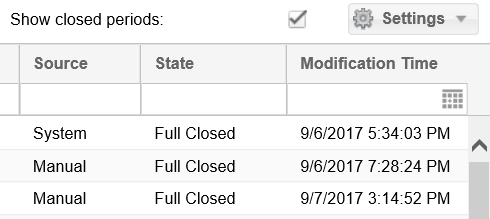 Show closed periods: Settings
Source State Modification Time
System Full Closed 9/6/2017 5:34:03 PM
Manual Full Closed 9/6/2017 7:28:24 PM
Manual Full Closed 9/7/2017 3:14:52 PM